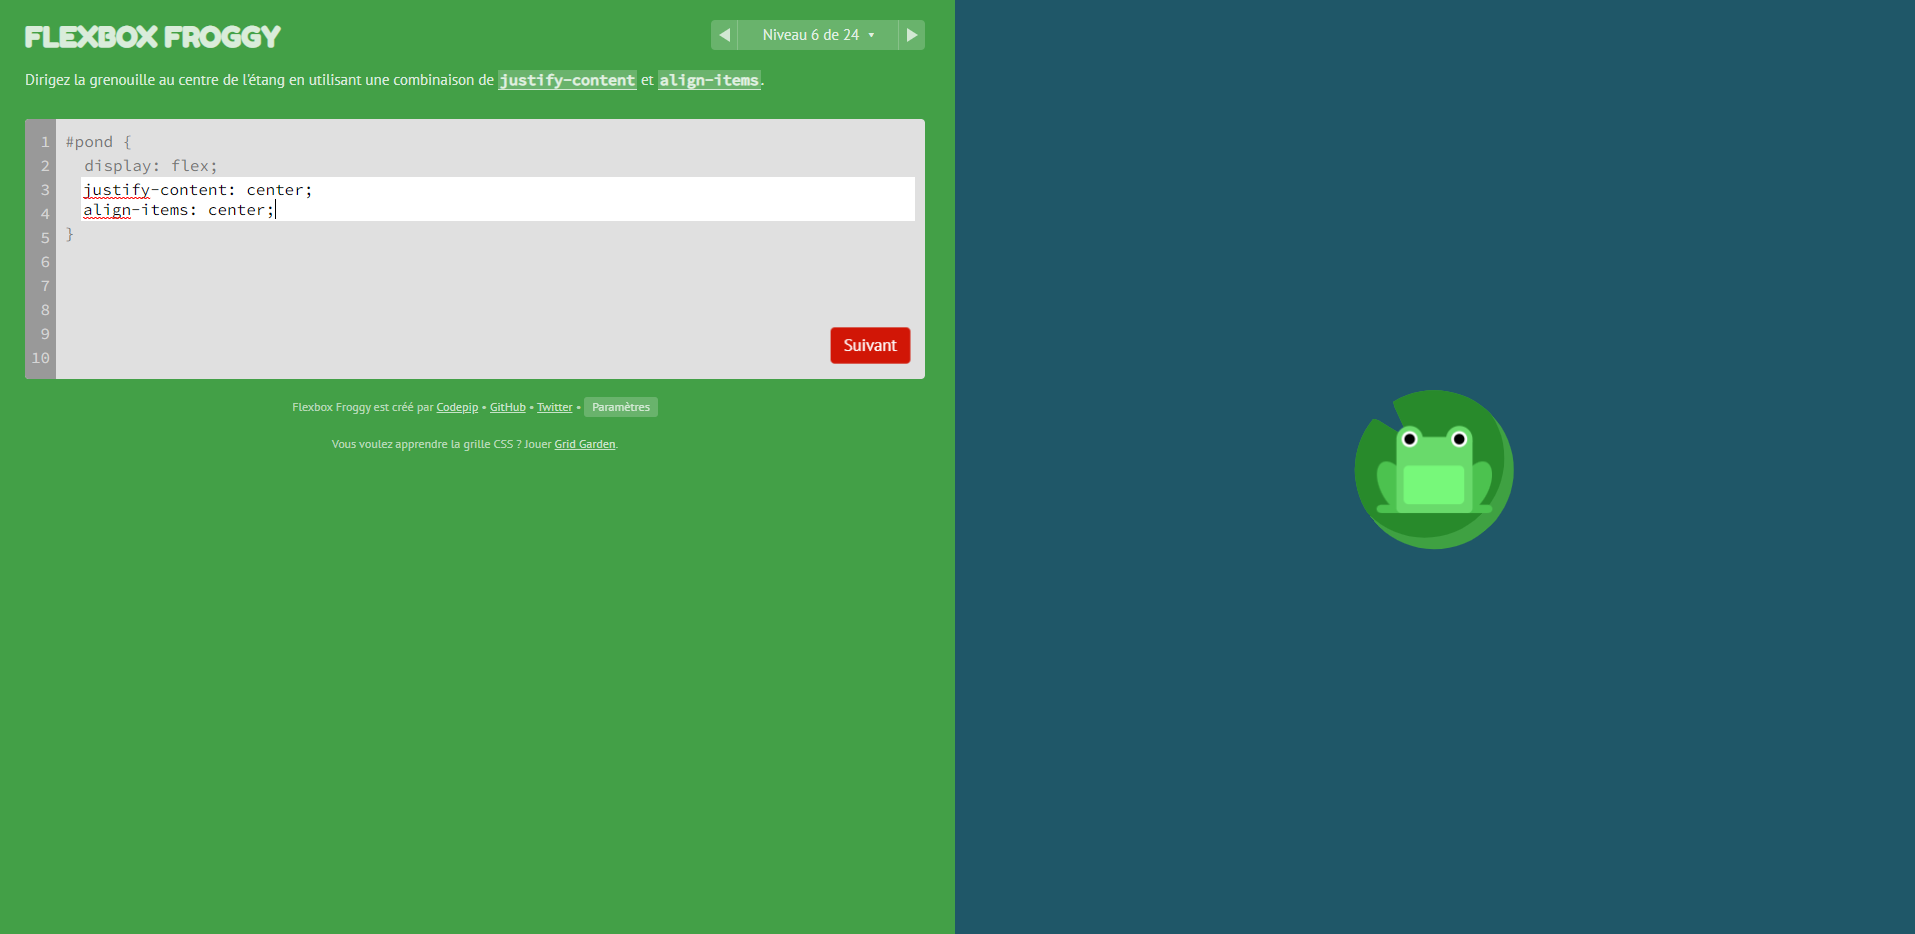 FLEXBOX FROGGY
Niveau 6 de 24
Dirigez la grenouille au centre de l'étang en utilisant une combinaison de justify-content et align-items.
1 #pond {
2 display: flex;
3 justify-content: center;
4 align-items: center;
5 }
6
7
8
9
10
Suivant
Flexbox Froggy est créé par Codepip • GitHub • Twitter • Paramètres
Vous voulez apprendre la grille CSS ? Jouer Grid Garden.